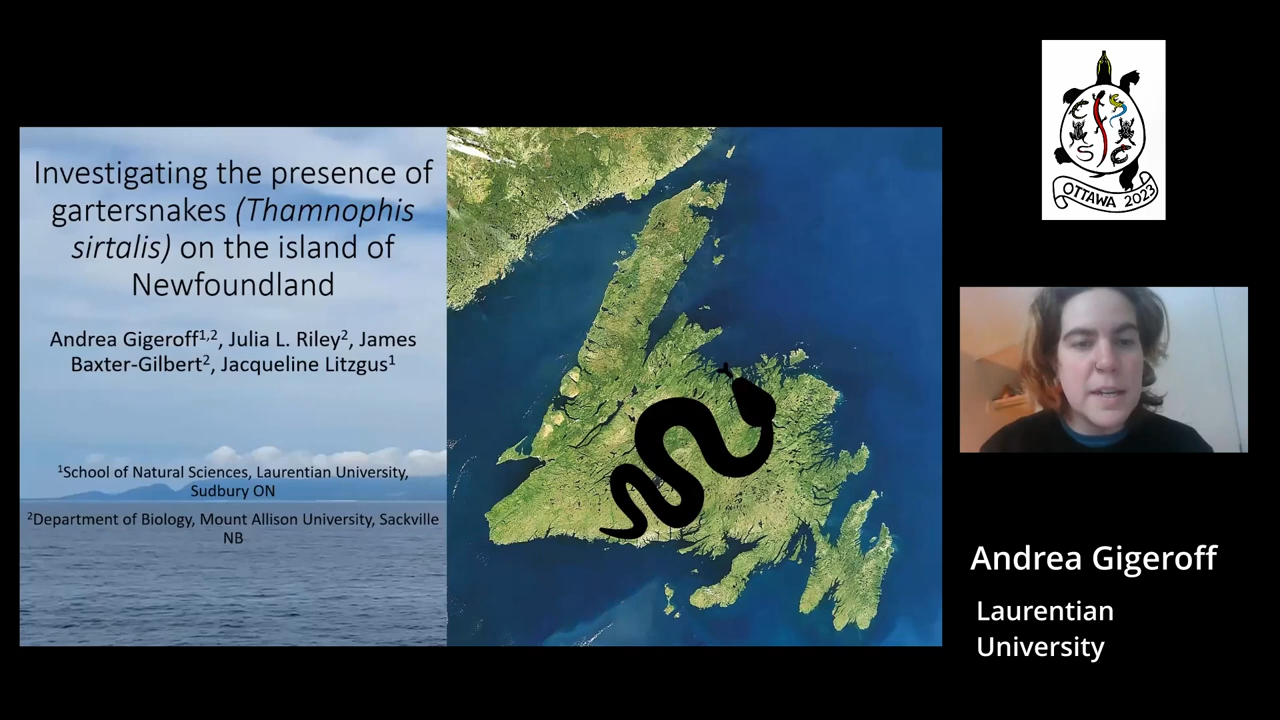 Investigating the presence of
gartersnakes (Thamnophis
sirtalis) on the island of
Newfoundland
Andrea Gigeroff1,2, Julia L. Riley2, James
Baxter-Gilbert2, Jacqueline Litzgus1
1School of Natural Sciences, Laurentian University,
Sudbury ON
2Department of Biology, Mount Allison University, Sackville
NB
OTTAWA 2023
Andrea Gigeroff
Laurentian
University